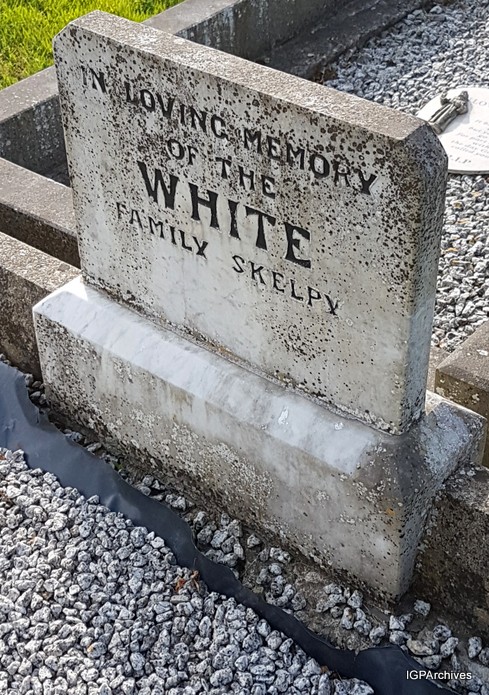 IN LOVING MEMORY
OF THE
WHITE
FAMILY SKELPY
IGPArchives